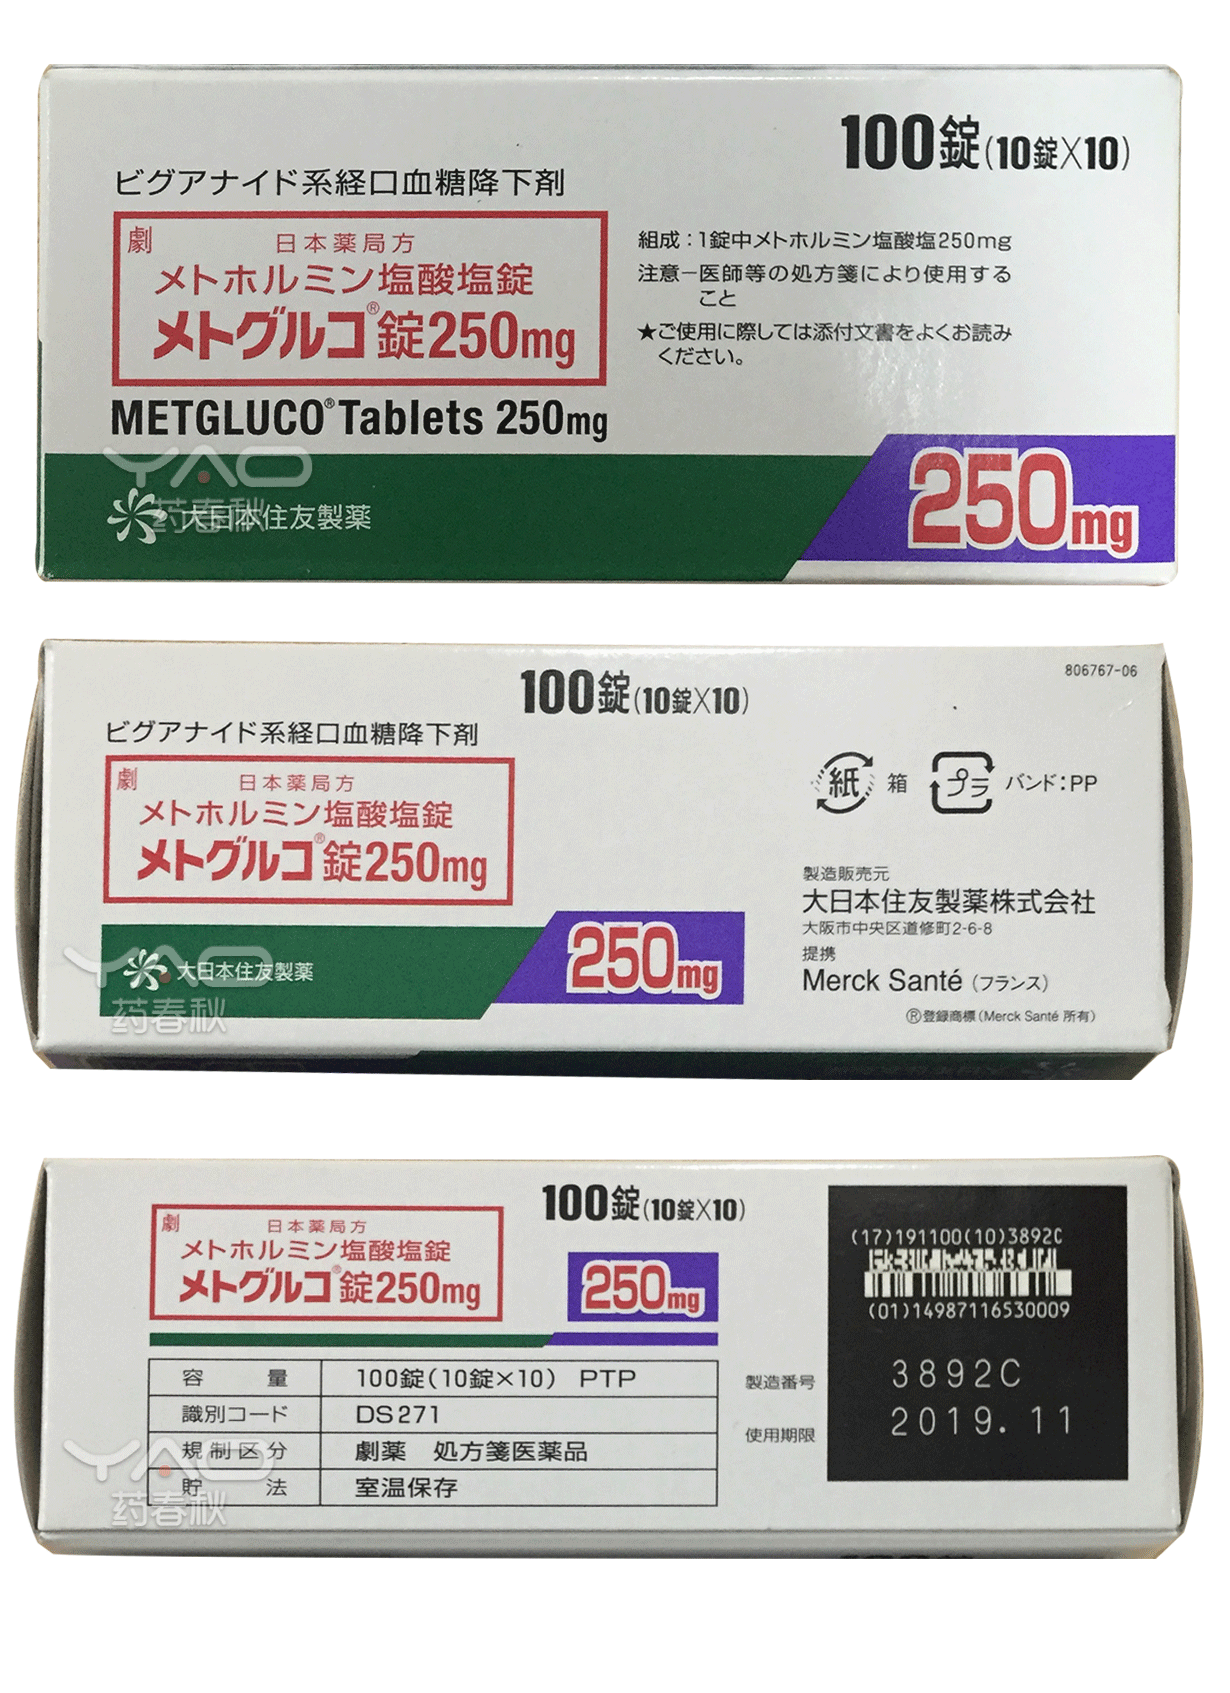 100錠(10錠×10)
ビグアナイド系経口血糖降下剤
劇 日本薬局方
メトホルミン塩酸塩錠
メトグルコ®錠250mg
METGLUCO® Tablets 250mg
組成：1錠中メトホルミン塩酸塩250mg
注意－医師等の処方箋により使用する
こと
★ご使用に際しては添付文書をよくお読み
ください。
250mg
YAO
药春秋
大日本住友製薬
806767-06
100錠(10錠×10)
ビグアナイド系経口血糖降下剤
劇 日本薬局方
メトホルミン塩酸塩錠
メトグルコ®錠250mg
紙 箱 プラ バンド：PP
製造販売元
大日本住友製薬株式会社
大阪市中央区道修町2-6-8
提携
Merck Santé (フランス)
®登録商標(Merck Santé 所有)
250mg
YAO
大日本住友製薬
药春秋
100錠(10錠×10)
劇 日本薬局方
メトホルミン塩酸塩錠
メトグルコ®錠250mg
250mg
(17)191100(10)3892C
(01)14987116530009
容量 100錠(10錠×10) PTP
識別コード DS271
規制区分 劇薬 処方箋医薬品
貯法 室温保存
製造番号 3892C
使用期限 2019.11
YAO
药春秋